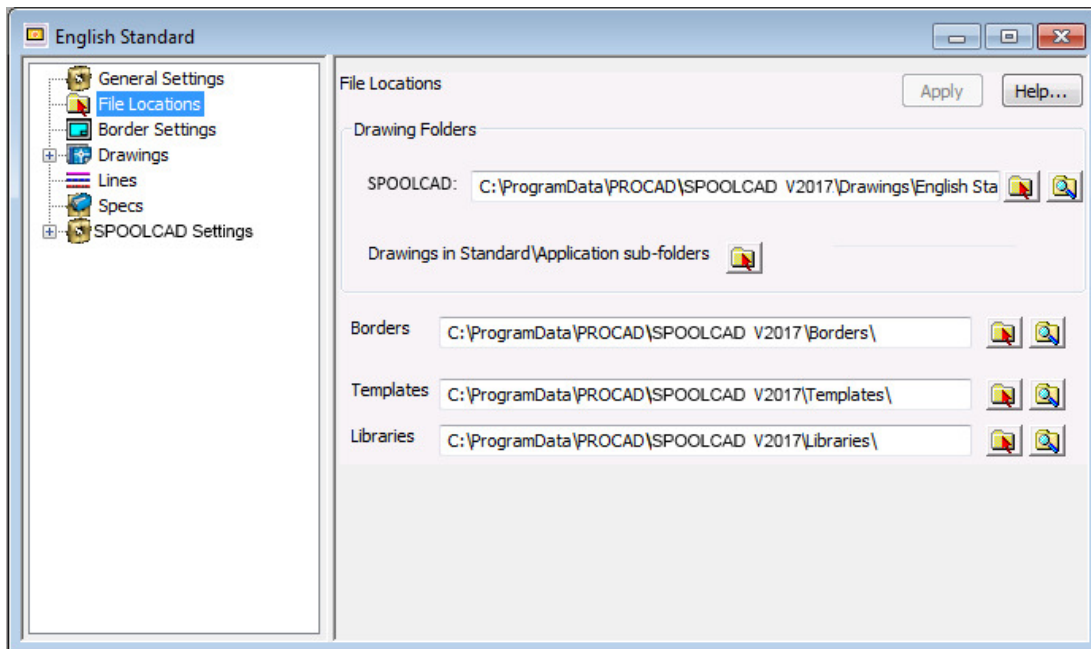 English Standard
General Settings
File Locations
Border Settings
Drawings
Lines
Specs
SPOOLCAD Settings
File Locations
Apply
Help...
Drawing Folders
SPOOLCAD: C:\ProgramData\PROCAD\SPOOLCAD V2017\Drawings\English Sta
Drawings in Standard\Application sub-folders
Borders C:\ProgramData\PROCAD\SPOOLCAD V2017\Borders\
Templates C:\ProgramData\PROCAD\SPOOLCAD V2017\Templates\
Libraries C:\ProgramData\PROCAD\SPOOLCAD V2017\Libraries\